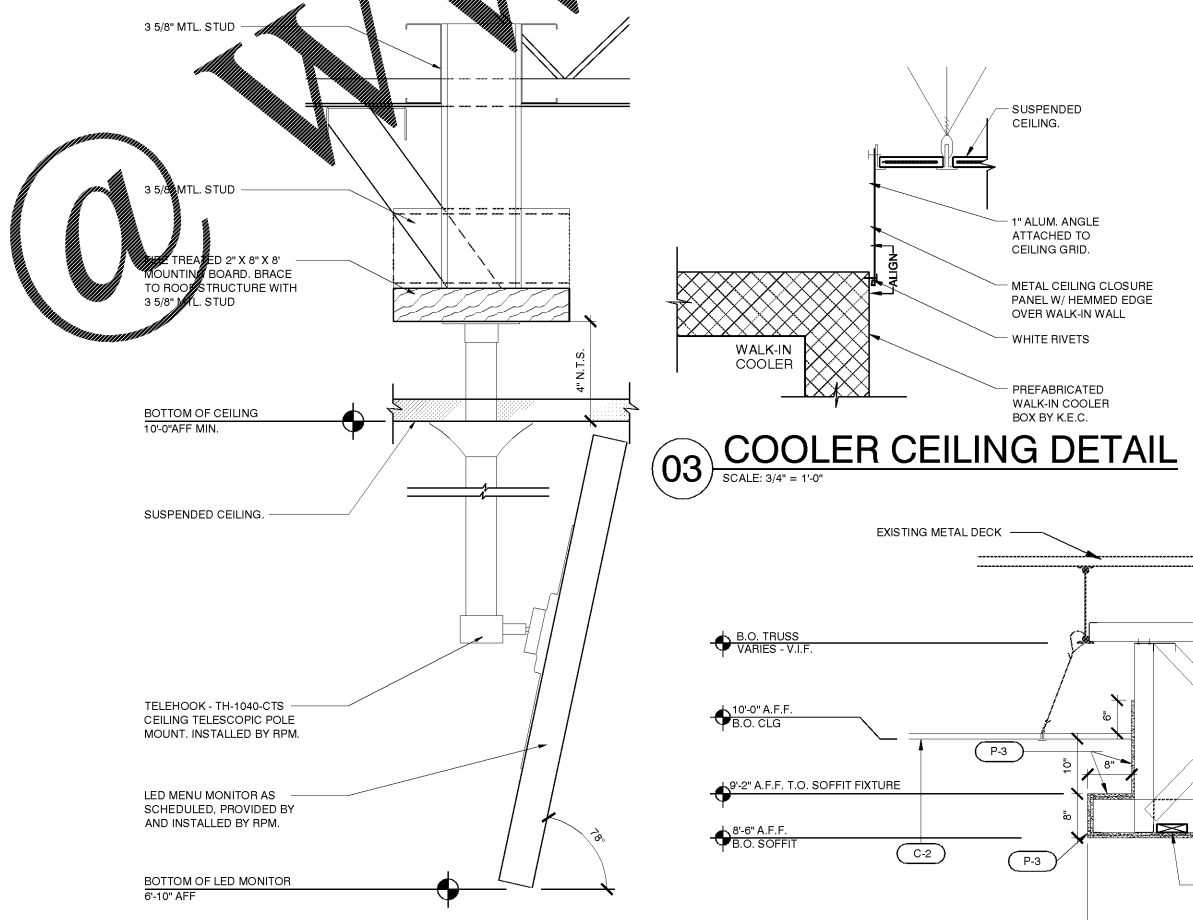 3 5/8" MTL. STUD
@ WW
3 5/8" MTL. STUD
FIRE TREATED 2" X 8" X 8'
MOUNTING BOARD. BRACE
TO ROOF STRUCTURE WITH
3 5/8" MTL. STUD
4" N.T.S.
BOTTOM OF CEILING
10'-0"AFF MIN.
SUSPENDED CEILING.
TELEHOOK - TH-1040-CTS
CEILING TELESCOPIC POLE
MOUNT. INSTALLED BY RPM.
LED MENU MONITOR AS
SCHEDULED, PROVIDED BY
AND INSTALLED BY RPM.
78°
BOTTOM OF LED MONITOR
6'-10" AFF
SUSPENDED
CEILING.
1" ALUM. ANGLE
ATTACHED TO
CEILING GRID.
ALIGN
METAL CEILING CLOSURE
PANEL W/ HEMMED EDGE
OVER WALK-IN WALL
WHITE RIVETS
WALK-IN
COOLER
PREFABRICATED
WALK-IN COOLER
BOX BY K.E.C.
03 COOLER CEILING DETAIL
SCALE: 3/4" = 1'-0"
EXISTING METAL DECK
B.O. TRUSS
VARIES - V.I.F.
10'-0" A.F.F.
B.O. CLG
6"
P-3
10"
8"
9'-2" A.F.F. T.O. SOFFIT FIXTURE
8"
8'-6" A.F.F.
B.O. SOFFIT
C-2
P-3